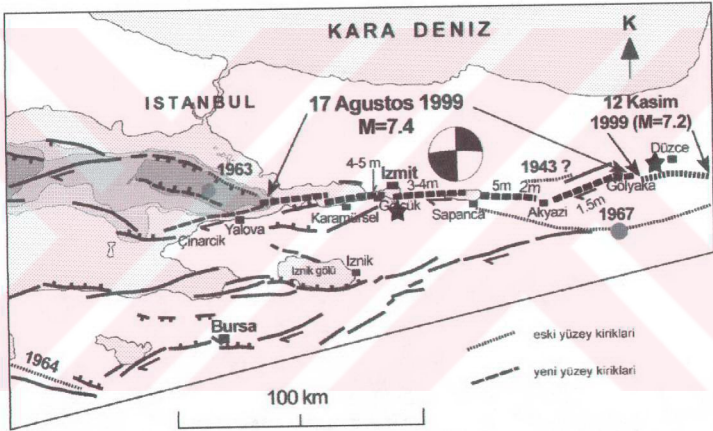 KARA DENIZ
K
ISTANBUL
17 Agustos 1999
M=7.4
12 Kasim
1999 (M=7.2)
Düzce
1963
4-5 m
Izmit
3-4m
1943 ?
5m
2m
Gölyaka
1.5m
Karamürsel
Gölcük
Sapanca
Akyazi
1967
Çinarcik
Yalova
Iznik gölü
Iznik
Bursa
1964
eski yüzey kiriklari
yeni yüzey kiriklari
100 km